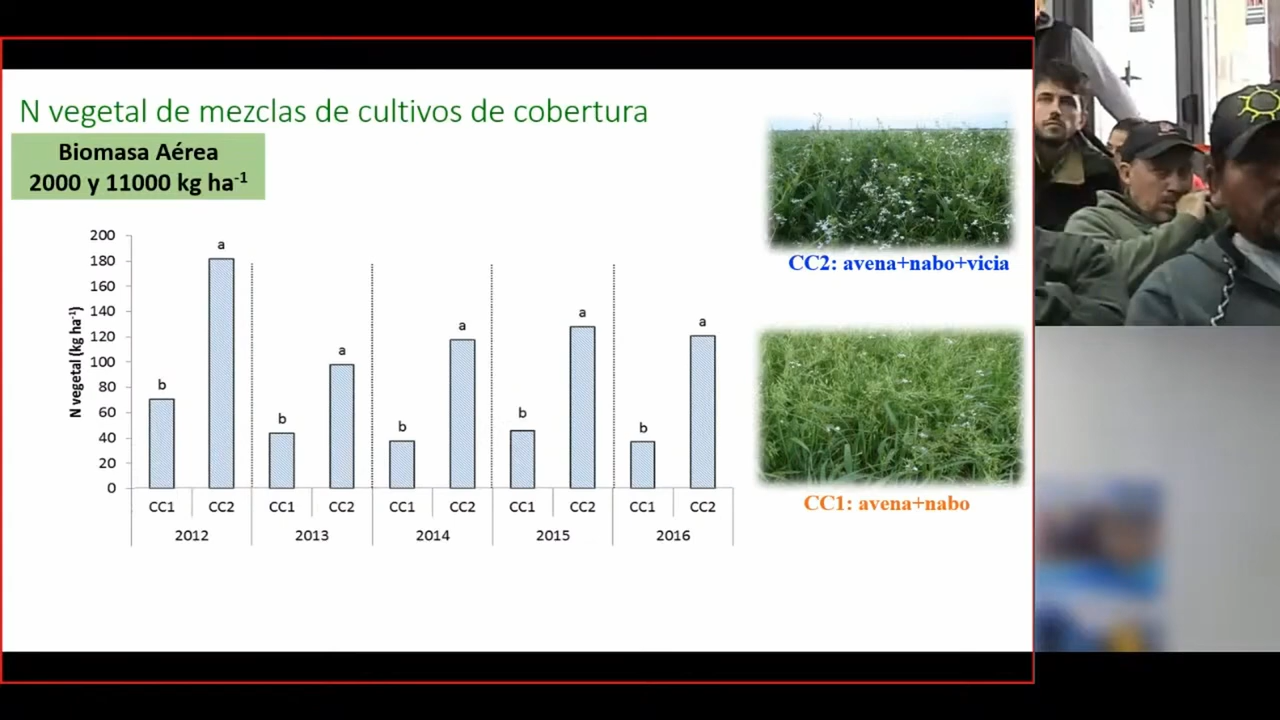 N vegetal de mezclas de cultivos de cobertura
Biomasa Aérea
2000 y 11000 kg ha⁻¹
N vegetal (kg ha⁻¹)
200
180
160
140
120
100
80
60
40
20
0
b
a
b
a
b
a
b
a
b
a
CC1 CC2 CC1 CC2 CC1 CC2 CC1 CC2 CC1 CC2
2012 2013 2014 2015 2016
CC2: avena+nabo+vicia
CC1: avena+nabo